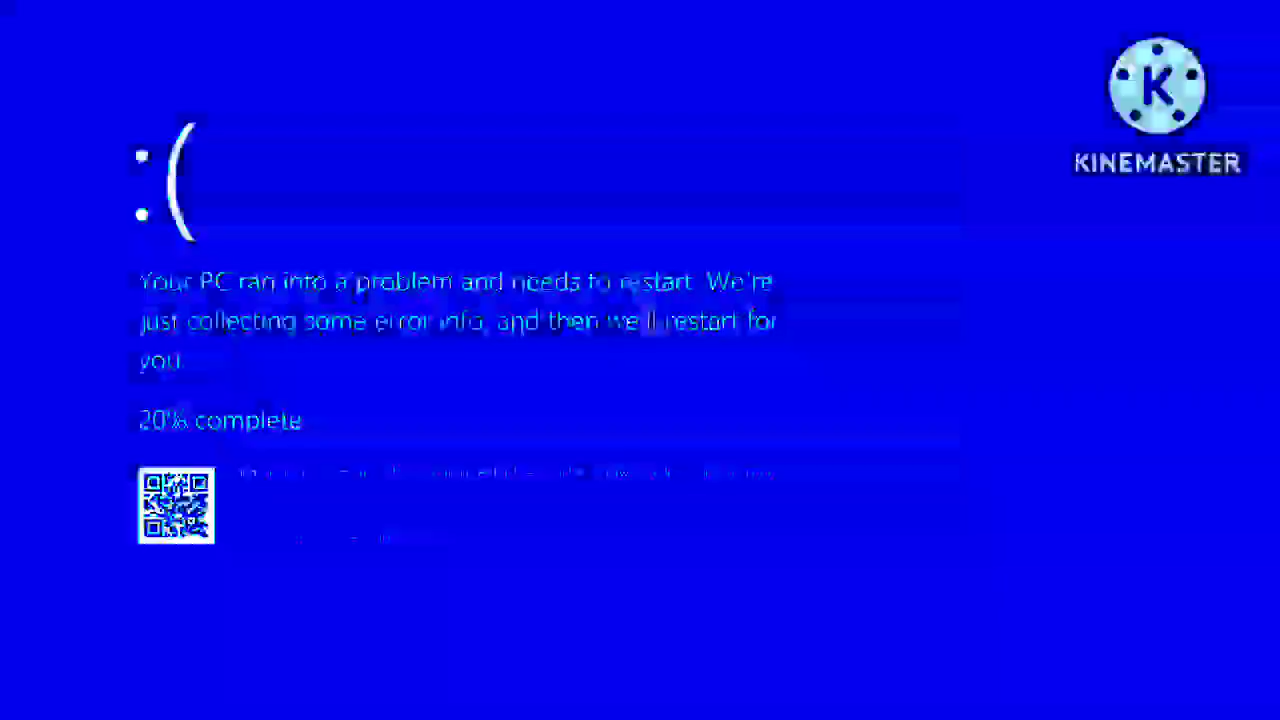 K
KINEMASTER
:(
Your PC ran into a problem and needs to restart. We're
just collecting some error info, and then we'll restart for
you.
20% complete